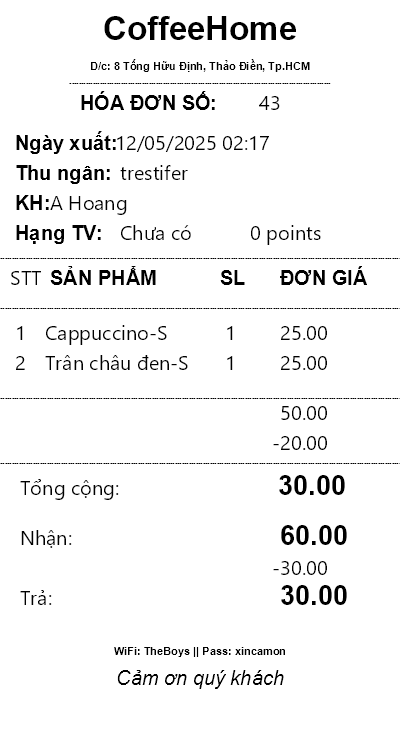 CoffeeHome
D/c: 8 Tống Hữu Định, Thảo Điền, Tp.HCM
HÓA ĐƠN SỐ: 43
Ngày xuất:12/05/2025 02:17
Thu ngân: trestifer
KH:A Hoang
Hạng TV: Chưa có 0 points
STT SẢN PHẨM SL ĐƠN GIÁ
1 Cappuccino-S 1 25.00
2 Trân châu đen-S 1 25.00
50.00
-20.00
Tổng cộng: 30.00
Nhận: 60.00
-30.00
Trả: 30.00
WiFi: TheBoys || Pass: xincamon
Cảm ơn quý khách